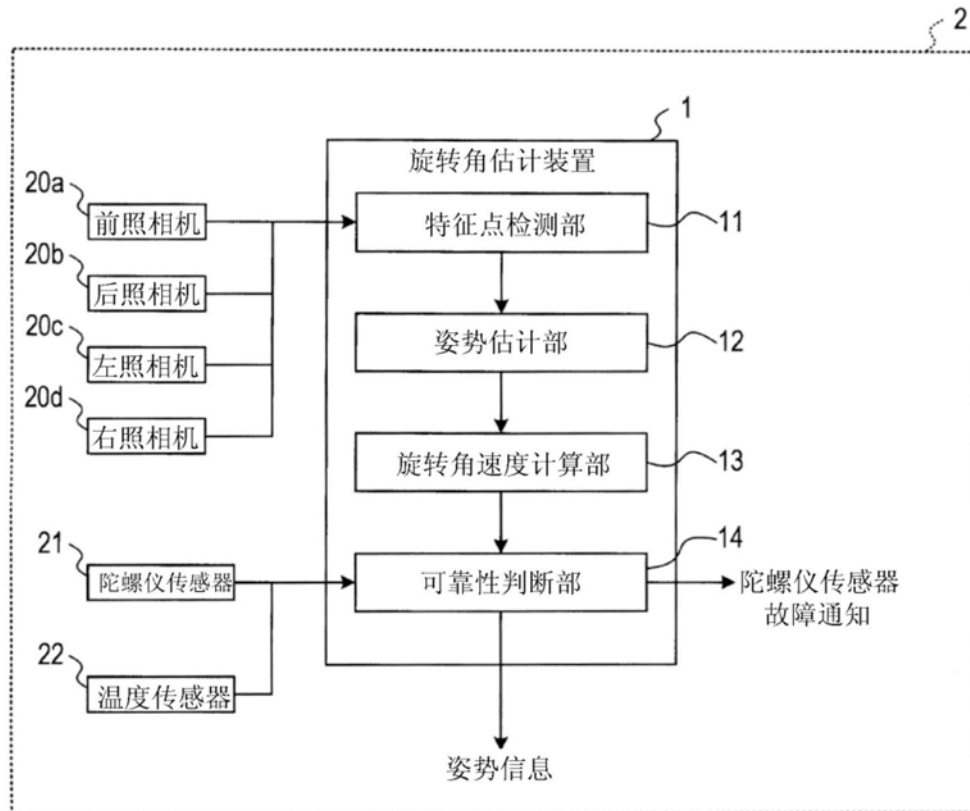 2
1
旋转角估计装置
20a
前照相机
特征点检测部
11
20b
后照相机
20c
左照相机
姿势估计部
12
20d
右照相机
旋转角速度计算部
13
21
陀螺仪传感器
可靠性判断部
14
陀螺仪传感器
故障通知
22
温度传感器
姿势信息